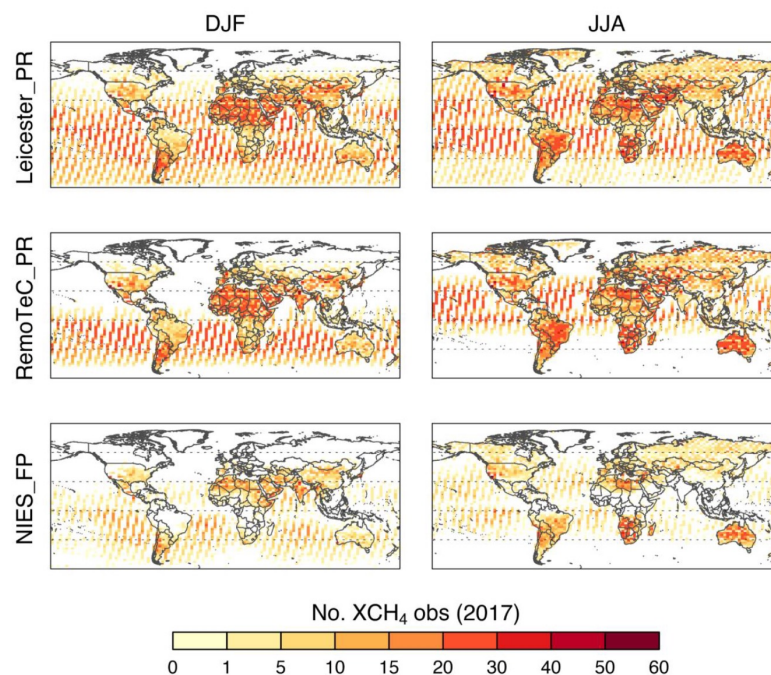 DJF
JJA
Leicester_PR
RemoTeC_PR
NIES_FP
No. XCH₄ obs (2017)
0 1 5 10 15 20 30 40 50 60